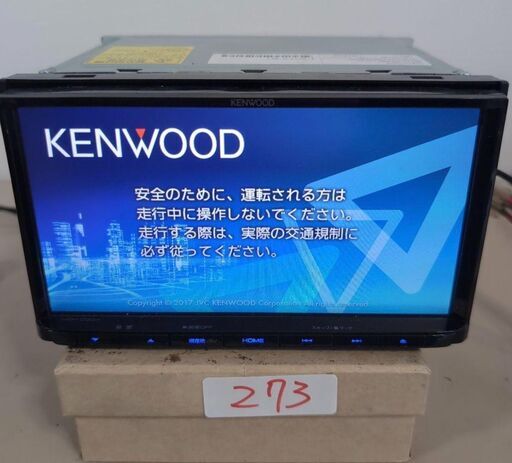 KENWOOD
KENWOOD
安全のために、運転される方は
走行中に操作しないでください。
走行する際は、実際の交通規制に
必ず従ってください。
Copyright © 2017 JVC KENWOOD Corporation All rights reserved.
現在地
HOME
273